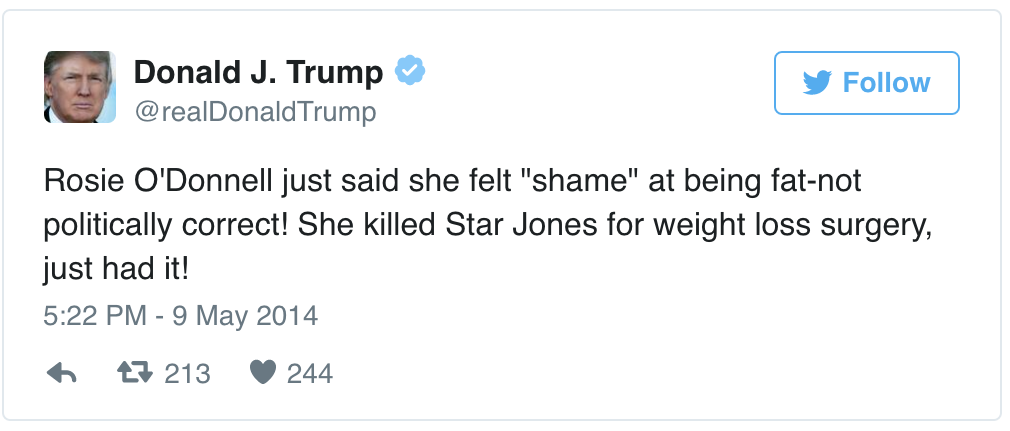 Donald J. Trump
@realDonaldTrump
Follow
Rosie O'Donnell just said she felt "shame" at being fat-not
politically correct! She killed Star Jones for weight loss surgery,
just had it!
5:22 PM - 9 May 2014
213 244